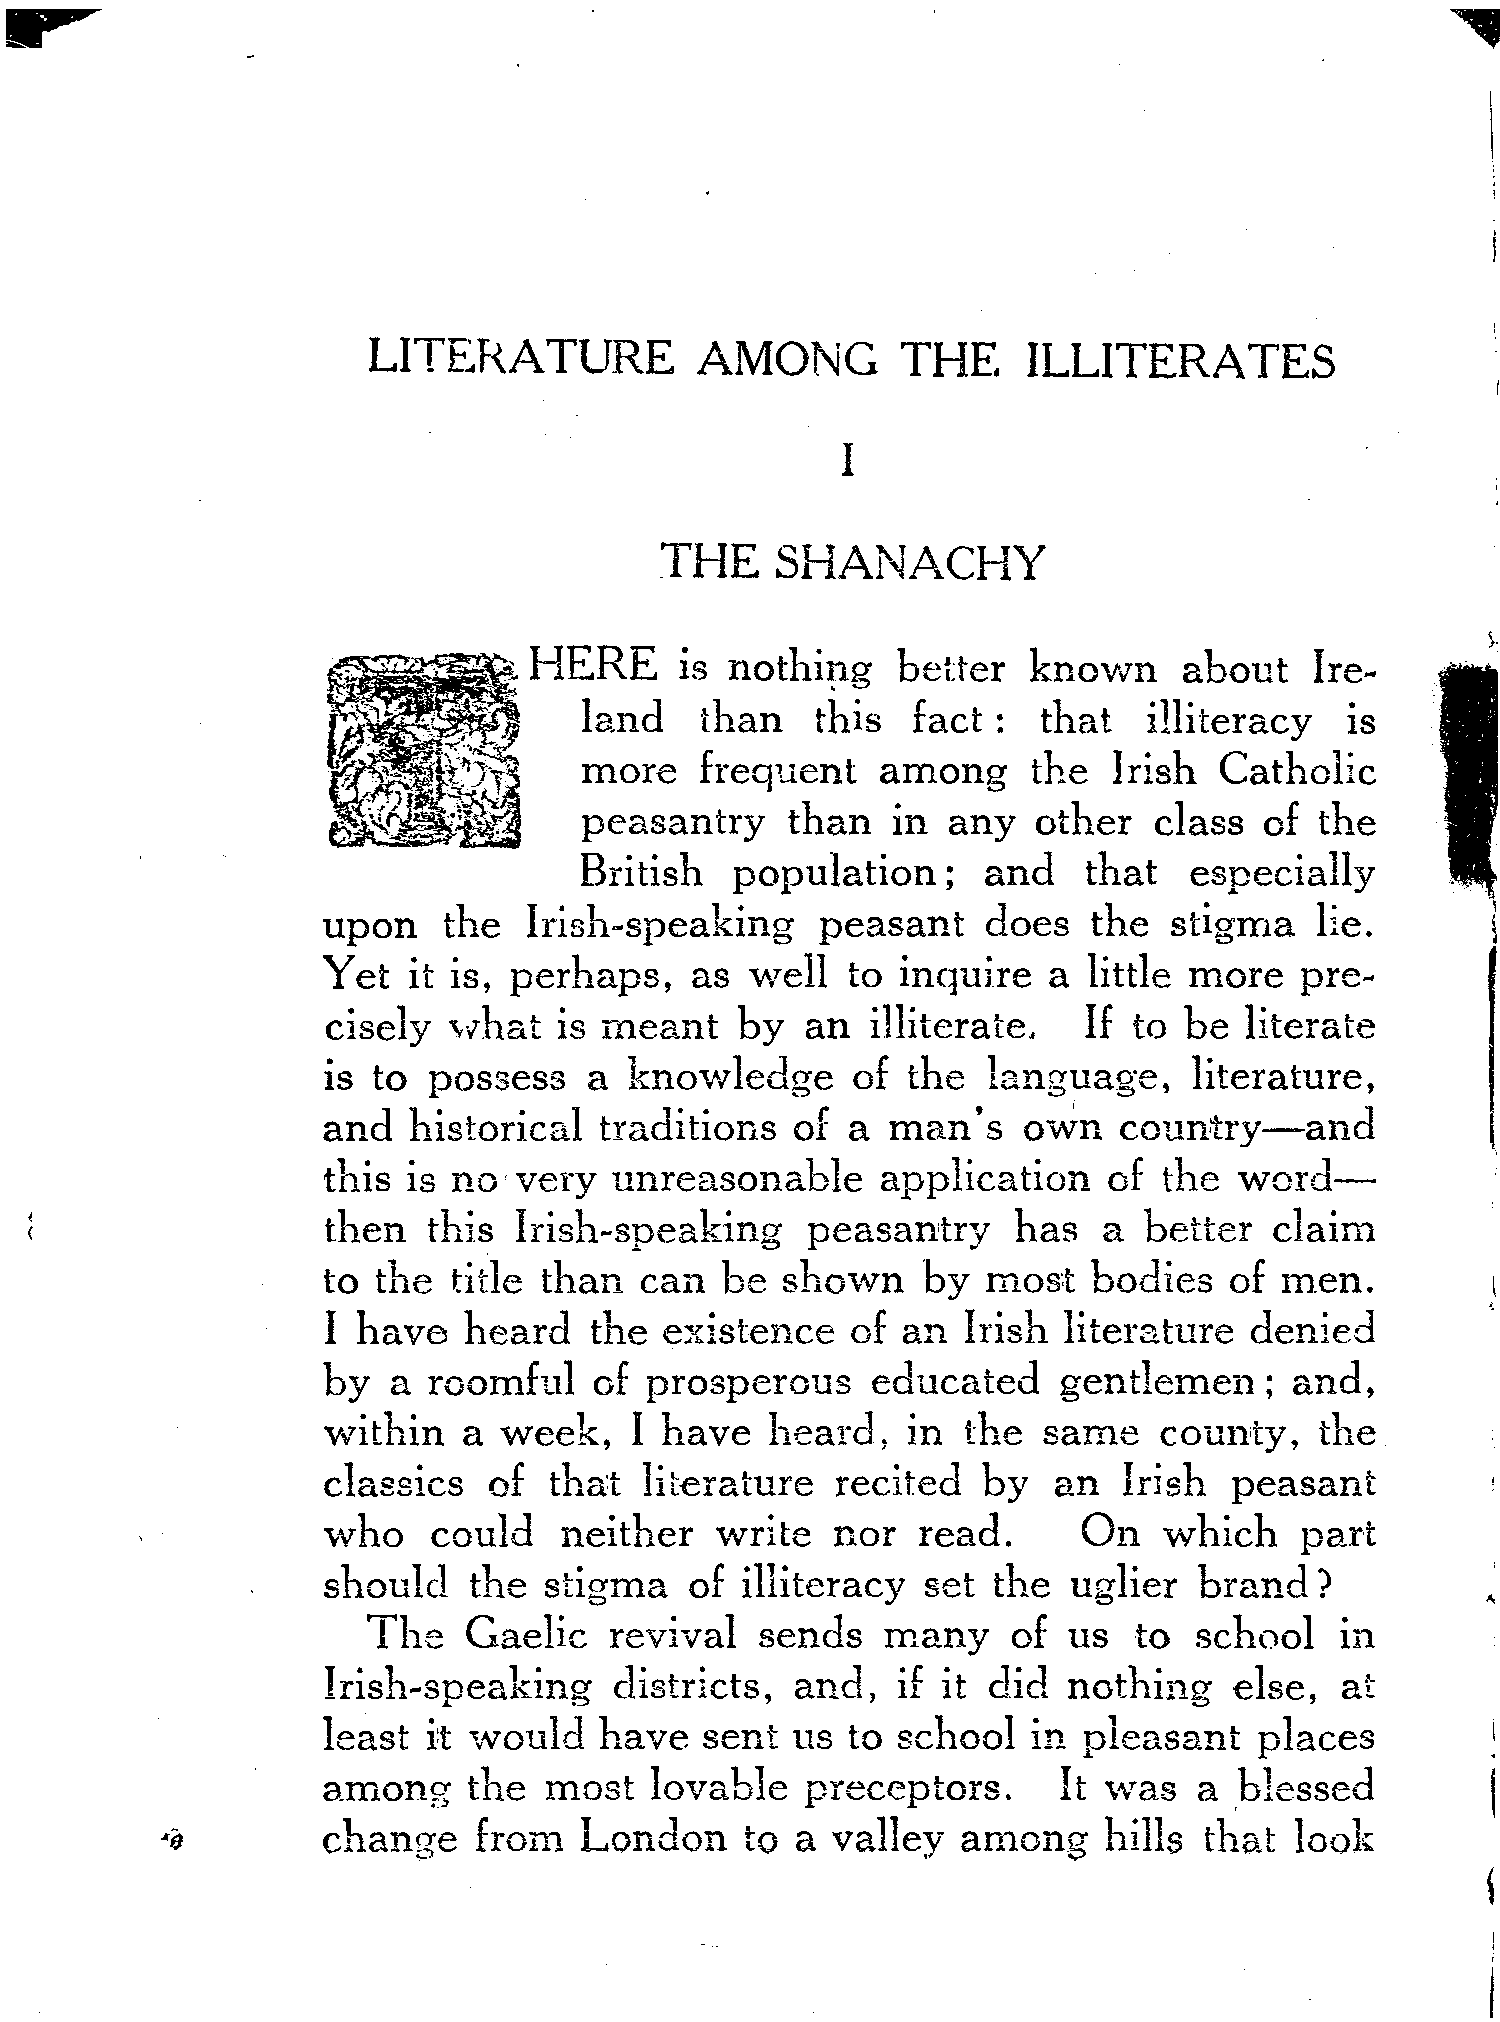 LITERATURE AMONG THE ILLITERATES
I
THE SHANACHY
THERE is nothing better known about Ire-
land than this fact : that illiteracy is
more frequent among the Irish Catholic
peasantry than in any other class of the
British population ; and that especially
upon the Irish-speaking peasant does the stigma lie.
Yet it is, perhaps, as well to inquire a little more pre-
cisely what is meant by an illiterate. If to be literate
is to possess a knowledge of the language, literature,
and historical traditions of a man's own country—and
this is no very unreasonable application of the word—
then this Irish-speaking peasantry has a better claim
to the title than can be shown by most bodies of men.
I have heard the existence of an Irish literature denied
by a roomful of prosperous educated gentlemen ; and,
within a week, I have heard, in the same county, the
classics of that literature recited by an Irish peasant
who could neither write nor read. On which part
should the stigma of illiteracy set the uglier brand ?
The Gaelic revival sends many of us to school in
Irish-speaking districts, and, if it did nothing else, at
least it would have sent us to school in pleasant places
among the most lovable preceptors. It was a blessed
change from London to a valley among hills that look